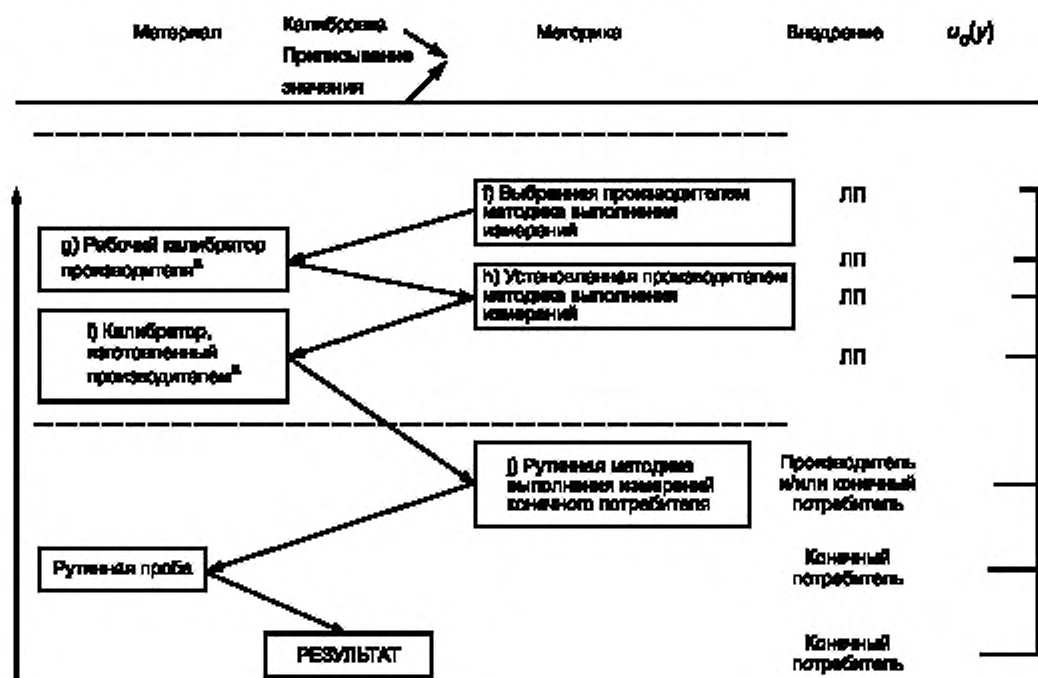 Материал
Калибровка
Приписывание
значения
Методика
Внедрение
u_c(y)
f) Выбранная производителем
методика выполнения
измерений
ЛП
g) Рабочий калибратор
производителяª
ЛП
h) Установленная производителем
методика выполнения
измерений
ЛП
i) Калибратор,
изготовленный
производителемª
ЛП
j) Рутинная методика
выполнения измерений
конечного потребителя
Производитель
и/или конечный
потребитель
Рутинная проба
Конечный
потребитель
РЕЗУЛЬТАТ
Конечный
потребитель